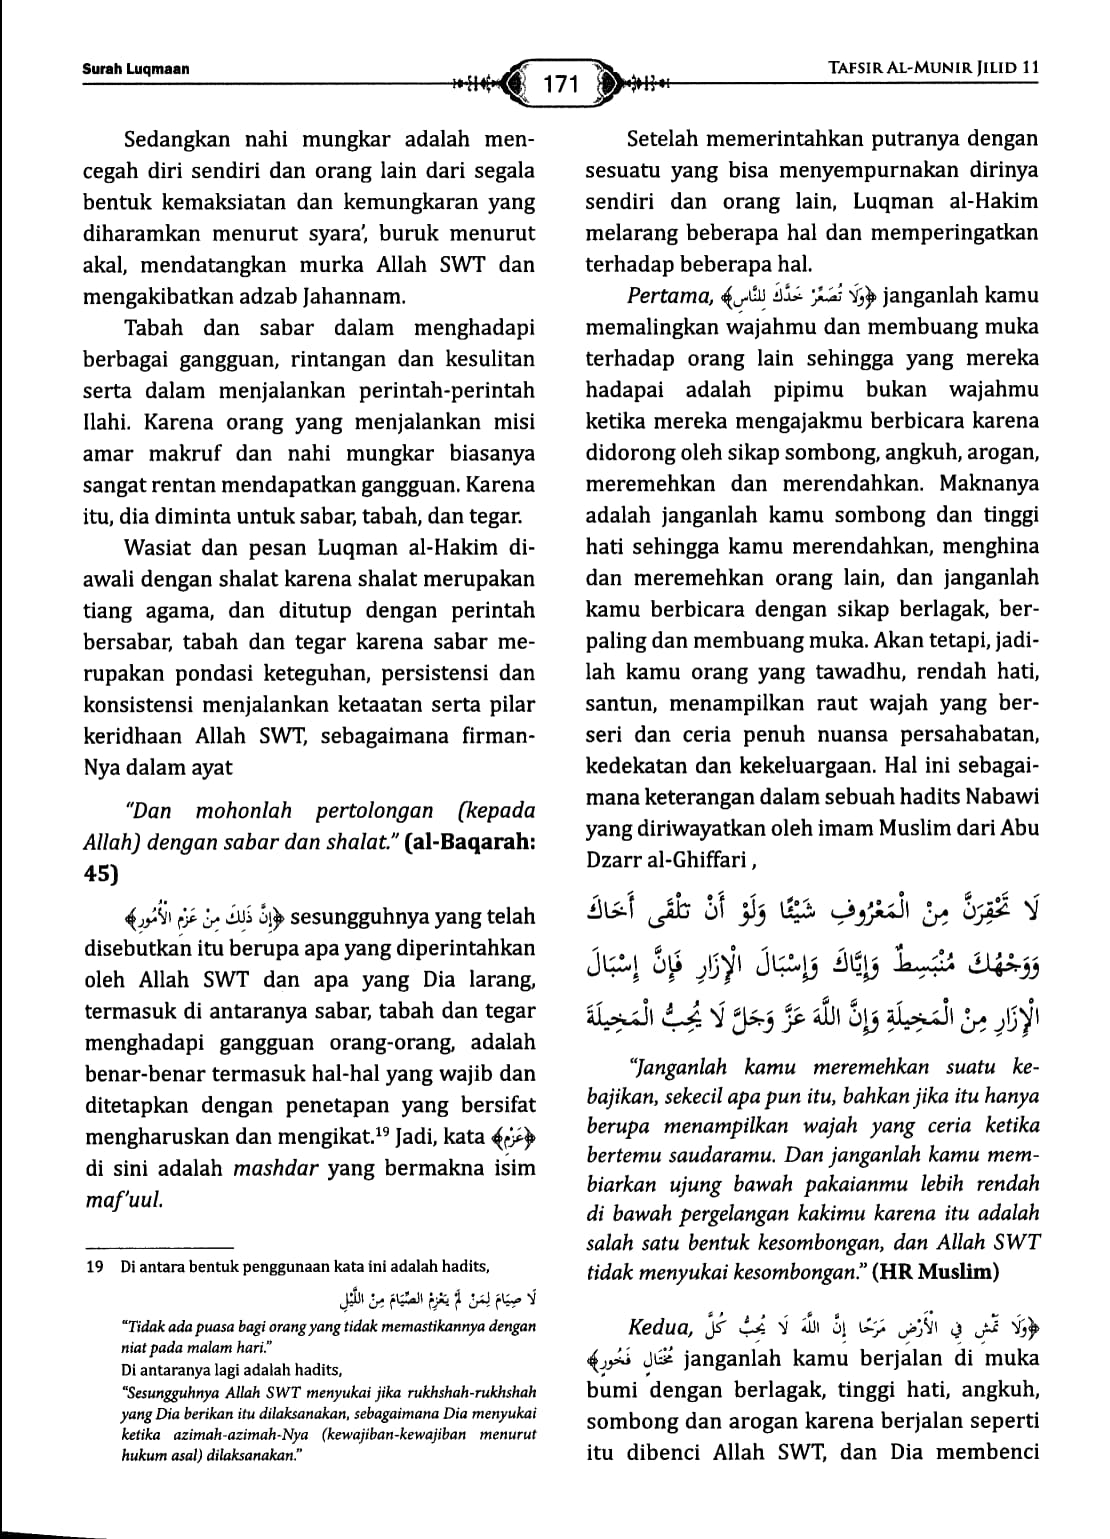 Surah Luqmaan
171
TAFSIR AL-MUNIR JILID 11
Sedangkan nahi mungkar adalah men-
cegah diri sendiri dan orang lain dari segala
bentuk kemaksiatan dan kemungkaran yang
diharamkan menurut syara’, buruk menurut
akal, mendatangkan murka Allah SWT dan
mengakibatkan adzab Jahannam.
Tabah dan sabar dalam menghadapi
berbagai gangguan, rintangan dan kesulitan
serta dalam menjalankan perintah-perintah
Ilahi. Karena orang yang menjalankan misi
amar makruf dan nahi mungkar biasanya
sangat rentan mendapatkan gangguan. Karena
itu, dia diminta untuk sabar, tabah, dan tegar.
Wasiat dan pesan Luqman al-Hakim di-
awali dengan shalat karena shalat merupakan
tiang agama, dan ditutup dengan perintah
bersabar, tabah dan tegar karena sabar me-
rupakan pondasi keteguhan, persistensi dan
konsistensi menjalankan ketaatan serta pilar
keridhaan Allah SWT, sebagaimana firman-
Nya dalam ayat
“Dan mohonlah pertolongan (kepada
Allah) dengan sabar dan shalat.” (al-Baqarah:
45)
﴿إِنَّ ذَلِكَ مِنْ عَزْمِ الْأُمُورِ﴾ sesungguhnya yang telah
disebutkan itu berupa apa yang diperintahkan
oleh Allah SWT dan apa yang Dia larang,
termasuk di antaranya sabar, tabah dan tegar
menghadapi gangguan orang-orang, adalah
benar-benar termasuk hal-hal yang wajib dan
ditetapkan dengan penetapan yang bersifat
mengharuskan dan mengikat.¹⁹ Jadi, kata ﴿عَزْمِ﴾
di sini adalah mashdar yang bermakna isim
maf’uul.
19 Di antara bentuk penggunaan kata ini adalah hadits,
لَا صِيَامَ لِمَنْ لَمْ يَعْزِمْ الصِّيَامَ مِنْ اللَّيْلِ
“Tidak ada puasa bagi orang yang tidak memastikannya dengan
niat pada malam hari.”
Di antaranya lagi adalah hadits,
“Sesungguhnya Allah SWT menyukai jika rukhshah-rukhshah
yang Dia berikan itu dilaksanakan, sebagaimana Dia menyukai
ketika azimah-azimah-Nya (kewajiban-kewajiban menurut
hukum asal) dilaksanakan.”
Setelah memerintahkan putranya dengan
sesuatu yang bisa menyempurnakan dirinya
sendiri dan orang lain, Luqman al-Hakim
melarang beberapa hal dan memperingatkan
terhadap beberapa hal.
Pertama, ﴿وَلَا تُصَعِّرْ خَدَّكَ لِلنَّاسِ﴾ janganlah kamu
memalingkan wajahmu dan membuang muka
terhadap orang lain sehingga yang mereka
hadapai adalah pipimu bukan wajahmu
ketika mereka mengajakmu berbicara karena
didorong oleh sikap sombong, angkuh, arogan,
meremehkan dan merendahkan. Maknanya
adalah janganlah kamu sombong dan tinggi
hati sehingga kamu merendahkan, menghina
dan meremehkan orang lain, dan janganlah
kamu berbicara dengan sikap berlagak, ber-
paling dan membuang muka. Akan tetapi, jadi-
lah kamu orang yang tawadhu, rendah hati,
santun, menampilkan raut wajah yang ber-
seri dan ceria penuh nuansa persahabatan,
kedekatan dan kekeluargaan. Hal ini sebagai-
mana keterangan dalam sebuah hadits Nabawi
yang diriwayatkan oleh imam Muslim dari Abu
Dzarr al-Ghiffari ,
لَا تَحْقِرَنَّ مِنْ الْمَعْرُوفِ شَيْئًا وَلَوْ أَنْ تَلْقَى أَخَاكَ
وَوَجْهُكَ مُنْبَسِطٌ وَإِيَّاكَ وَإِسْبَالَ الْإِزَارِ فَإِنَّ إِسْبَالَ
الْإِزَارِ مِنْ الْمَخِيلَةِ وَإِنَّ اللَّهَ عَزَّ وَجَلَّ لَا يُحِبُّ الْمَخِيلَةَ
“Janganlah kamu meremehkan suatu ke-
bajikan, sekecil apa pun itu, bahkan jika itu hanya
berupa menampilkan wajah yang ceria ketika
bertemu saudaramu. Dan janganlah kamu mem-
biarkan ujung bawah pakaianmu lebih rendah
di bawah pergelangan kakimu karena itu adalah
salah satu bentuk kesombongan, dan Allah SWT
tidak menyukai kesombongan.” (HR Muslim)
Kedua, ﴿وَلَا تَمْشِ فِي الْأَرْضِ مَرَحًا إِنَّ اللَّهَ لَا يُحِبُّ كُلَّ
مُخْتَالٍ فَخُورٍ﴾ janganlah kamu berjalan di muka
bumi dengan berlagak, tinggi hati, angkuh,
sombong dan arogan karena berjalan seperti
itu dibenci Allah SWT, dan Dia membenci